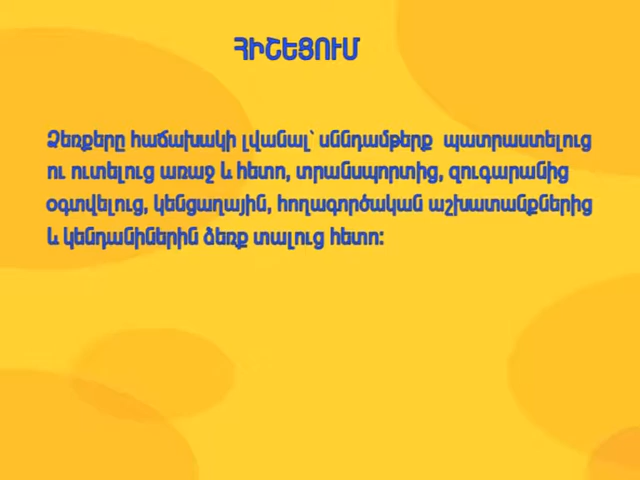 ՀԻՇԵՑՈՒՄ
Ձեռքերը հաճախակի լվանալ՝ սննդամթերք պատրաստելուց
ու ուտելուց առաջ և հետո, տրանսպորտից, զուգարանից
օգտվելուց, կենցաղային, հողագործական աշխատանքներից
և կենդանիներին ձեռք տալուց հետո: